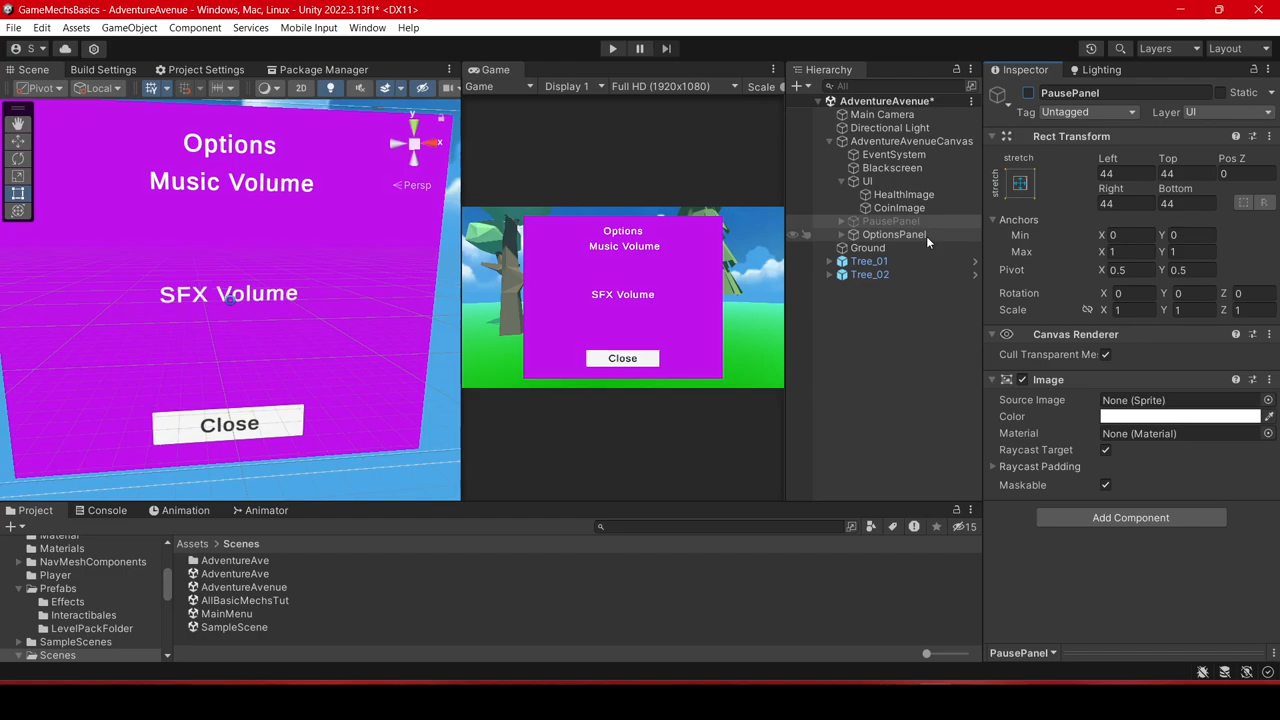 GameMechsBasics - AdventureAvenue - Windows, Mac, Linux - Unity 2022.3.13f1* <DX11>
File Edit Assets GameObject Component Services Mobile Input Window Help
S Layers Layout
Scene Build Settings Project Settings Package Manager
Pivot Local 2D
Options
Music Volume
SFX Volume
Close
y
x
Persp
Game
Game Display 1 Full HD (1920x1080) Scale
Options
Music Volume
SFX Volume
Close
Hierarchy
All
AdventureAvenue*
Main Camera
Directional Light
AdventureAvenueCanvas
EventSystem
Blackscreen
UI
HealthImage
CoinImage
PausePanel
OptionsPanel
Ground
Tree_01
Tree_02
Inspector Lighting
PausePanel Static
Tag Untagged Layer UI
Rect Transform
stretch Left Top Pos Z
stretch 44 44 0
Right Bottom
44 44 R
Anchors
Min X 0 Y 0
Max X 1 Y 1
Pivot X 0.5 Y 0.5
Rotation X 0 Y 0 Z 0
Scale X 1 Y 1 Z 1
Canvas Renderer
Cull Transparent Me
Image
Source Image None (Sprite)
Color
Material None (Material)
Raycast Target
Raycast Padding
Maskable
Add Component
PausePanel
Project Console Animation Animator
15
Material
Materials
NavMeshComponents
Player
Prefabs
Effects
Interactibales
LevelPackFolder
SampleScenes
Scenes
Assets > Scenes
AdventureAve
AdventureAve
AdventureAvenue
AllBasicMechsTut
MainMenu
SampleScene